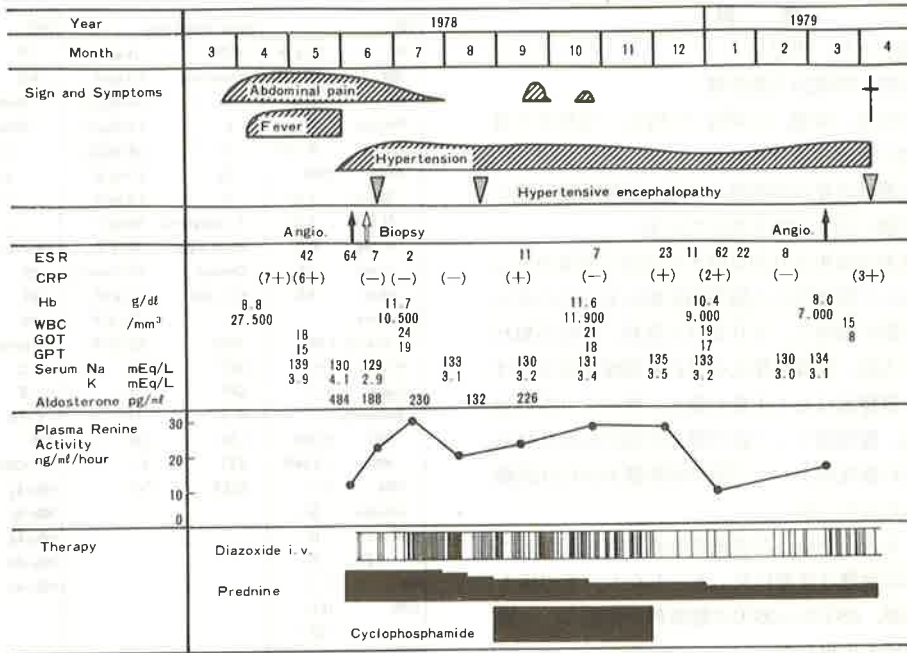 Year 1978 1979
Month 3 4 5 6 7 8 9 10 11 12 1 2 3 4
Sign and Symptoms Abdominal pain
Fever
Hypertension
Hypertensive encephalopathy
Angio. Biopsy Angio.
ESR 42 64 7 2 11 7 23 11 62 22 8
CRP (7+) (6+) (-) (-) (-) (+) (-) (+) (2+) (-) (3+)
Hb g/dℓ 8.8 11.7 11.6 10.4 8.0
WBC /mm³ 27.500 10.500 11.900 9.000 7.000
GOT 18 24 21 19 15
GPT 15 19 18 17 8
Serum Na mEq/L 139 130 129 133 130 131 135 133 130 134
K mEq/L 3.9 4.1 2.9 3.1 3.2 3.4 3.5 3.2 3.0 3.1
Aldosterone pg/mℓ 484 188 230 132 226
Plasma Renine
Activity
ng/mℓ/hour
30
20
10
0
Therapy Diazoxide i.v.
Prednine
Cyclophosphamide